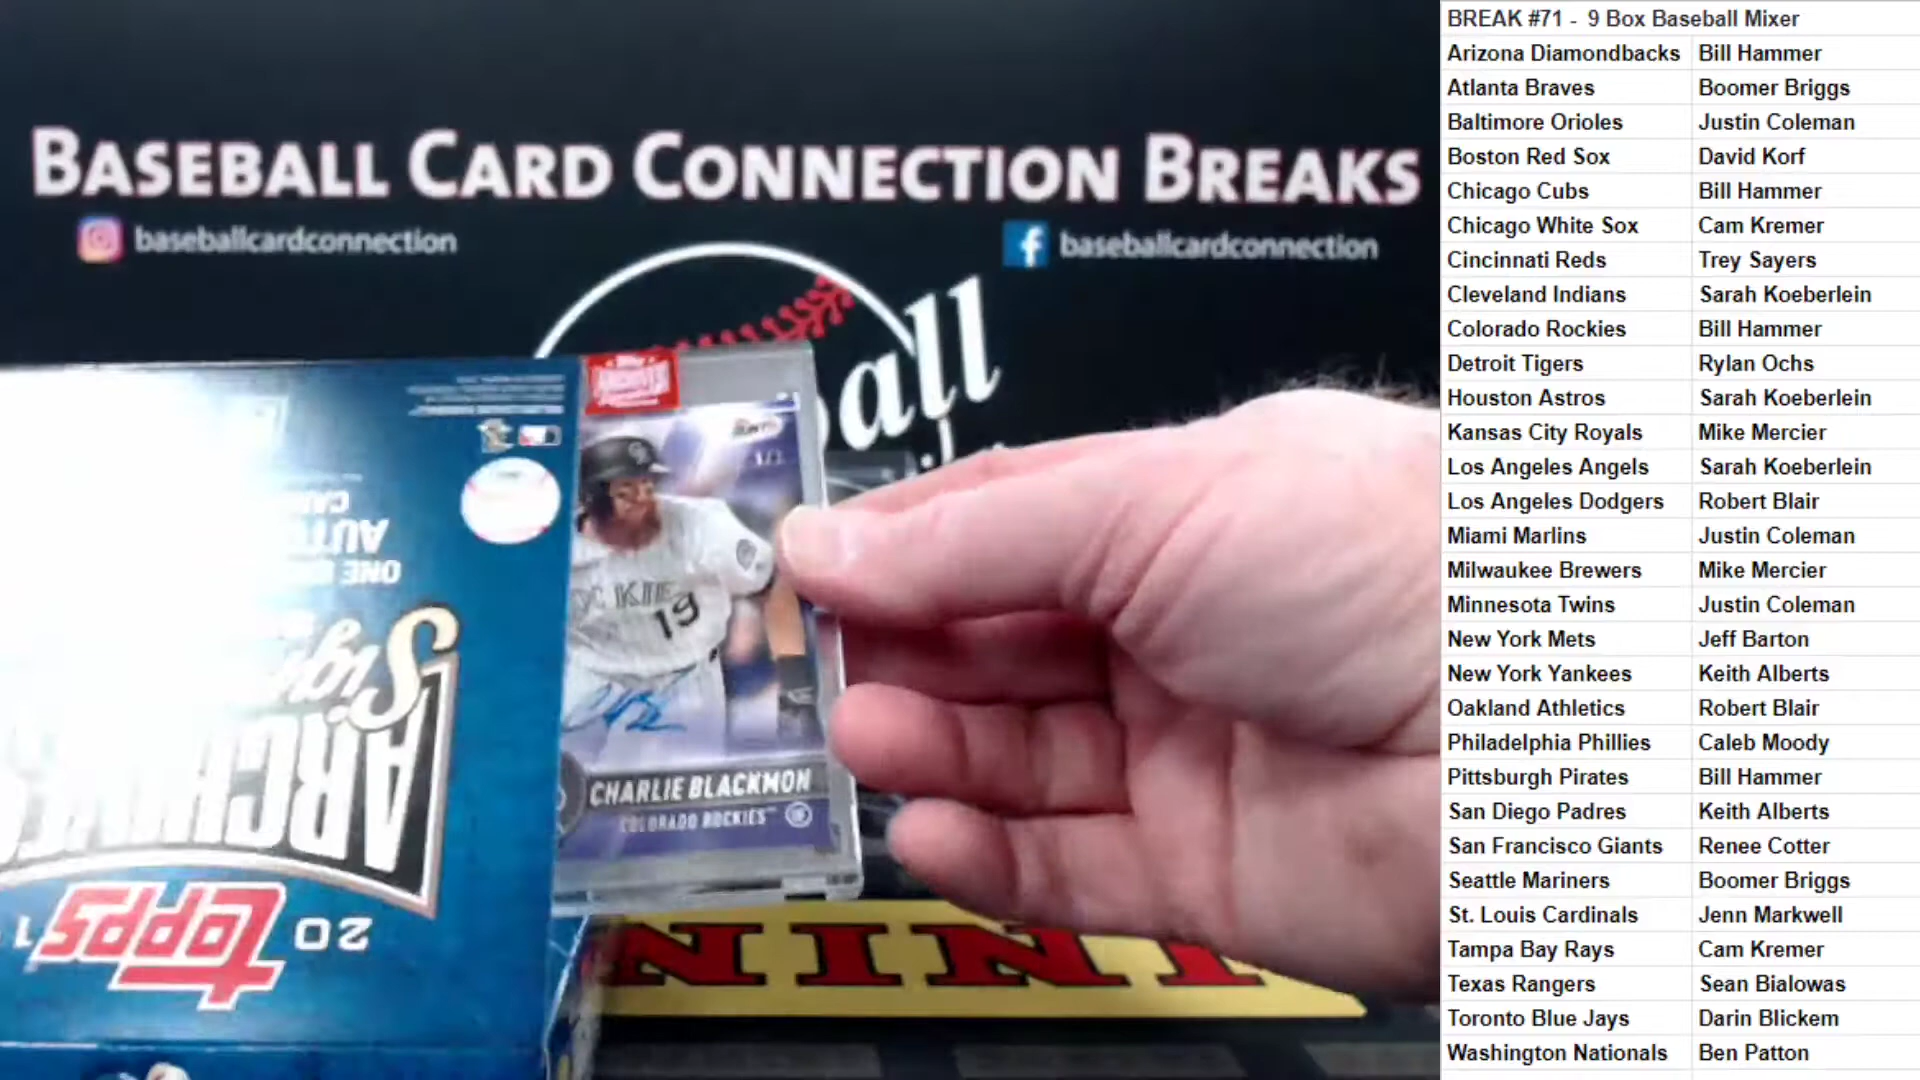 BASEBALL CARD CONNECTION BREAKS
baseballcardconnection
baseballcardconnection
all
19
CHARLIE BLACKMON
COLORADO ROCKIES
ONE
AUTO
ARCHIVES
20
Topps
BREAK #71 - 9 Box Baseball Mixer
Arizona Diamondbacks Bill Hammer
Atlanta Braves Boomer Briggs
Baltimore Orioles Justin Coleman
Boston Red Sox David Korf
Chicago Cubs Bill Hammer
Chicago White Sox Cam Kremer
Cincinnati Reds Trey Sayers
Cleveland Indians Sarah Koeberlein
Colorado Rockies Bill Hammer
Detroit Tigers Rylan Ochs
Houston Astros Sarah Koeberlein
Kansas City Royals Mike Mercier
Los Angeles Angels Sarah Koeberlein
Los Angeles Dodgers Robert Blair
Miami Marlins Justin Coleman
Milwaukee Brewers Mike Mercier
Minnesota Twins Justin Coleman
New York Mets Jeff Barton
New York Yankees Keith Alberts
Oakland Athletics Robert Blair
Philadelphia Phillies Caleb Moody
Pittsburgh Pirates Bill Hammer
San Diego Padres Keith Alberts
San Francisco Giants Renee Cotter
Seattle Mariners Boomer Briggs
St. Louis Cardinals Jenn Markwell
Tampa Bay Rays Cam Kremer
Texas Rangers Sean Bialowas
Toronto Blue Jays Darin Blickem
Washington Nationals Ben Patton